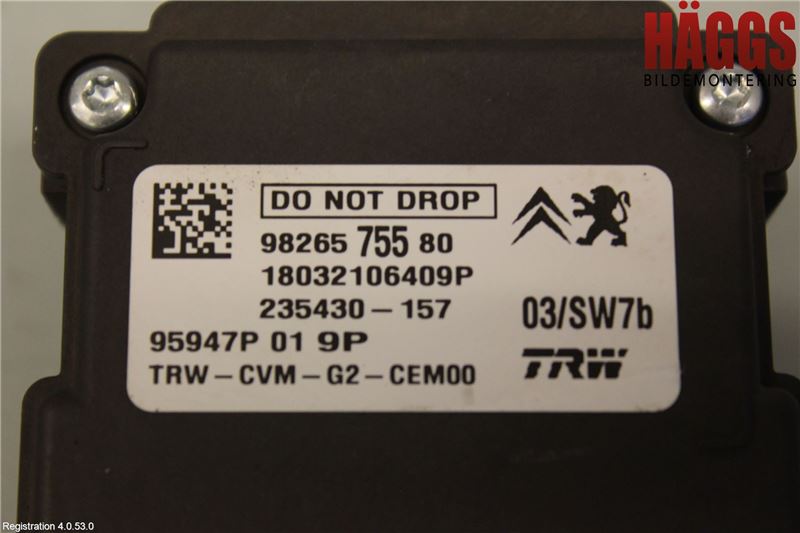 HÄGGS
BILDEMONTERING
DO NOT DROP
98265 755 80
18032106409P
235430-157
03/SW7b
95947P 01 9P
TRW-CVM-G2-CEM00
TRW
Registration 4.0.53.0